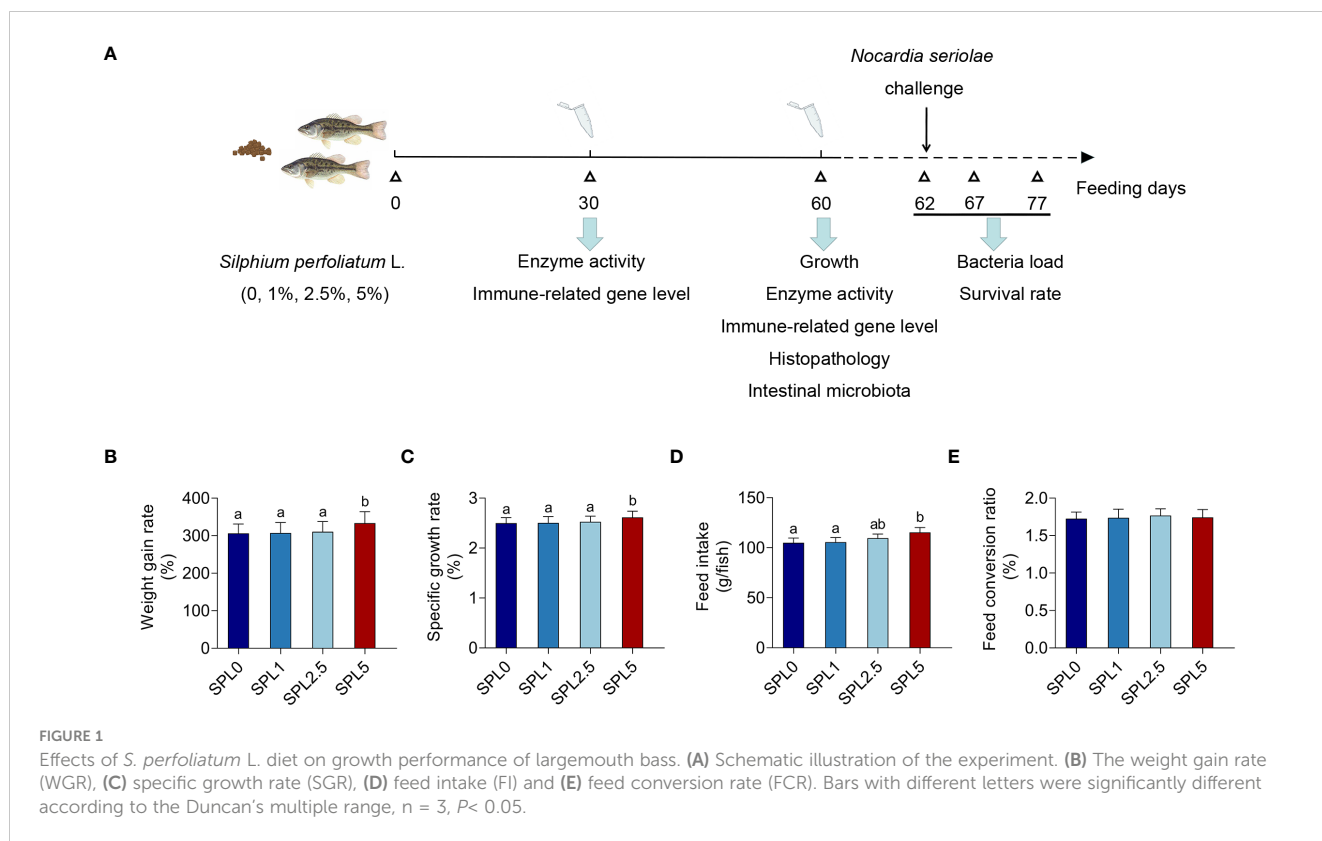 A
Nocardia seriolae
challenge
Feeding days
0
30
60
62
67
77
Silphium perfoliatum L.
(0, 1%, 2.5%, 5%)
Enzyme activity
Immune-related gene level
Growth
Enzyme activity
Immune-related gene level
Histopathology
Intestinal microbiota
Bacteria load
Survival rate
B
Weight gain rate
(%)
400
300
200
100
0
a
a
a
b
SPL0
SPL1
SPL2.5
SPL5
C
Specific growth rate
(%)
3
2
1
0
a
a
a
b
SPL0
SPL1
SPL2.5
SPL5
D
Feed intake
(g/fish)
150
100
50
0
a
a
ab
b
SPL0
SPL1
SPL2.5
SPL5
E
Feed conversion ratio
(%)
2.0
1.5
1.0
0.5
0.0
SPL0
SPL1
SPL2.5
SPL5
FIGURE 1
Effects of S. perfoliatum L. diet on growth performance of largemouth bass. (A) Schematic illustration of the experiment. (B) The weight gain rate
(WGR), (C) specific growth rate (SGR), (D) feed intake (FI) and (E) feed conversion rate (FCR). Bars with different letters were significantly different
according to the Duncan's multiple range, n = 3, P< 0.05.